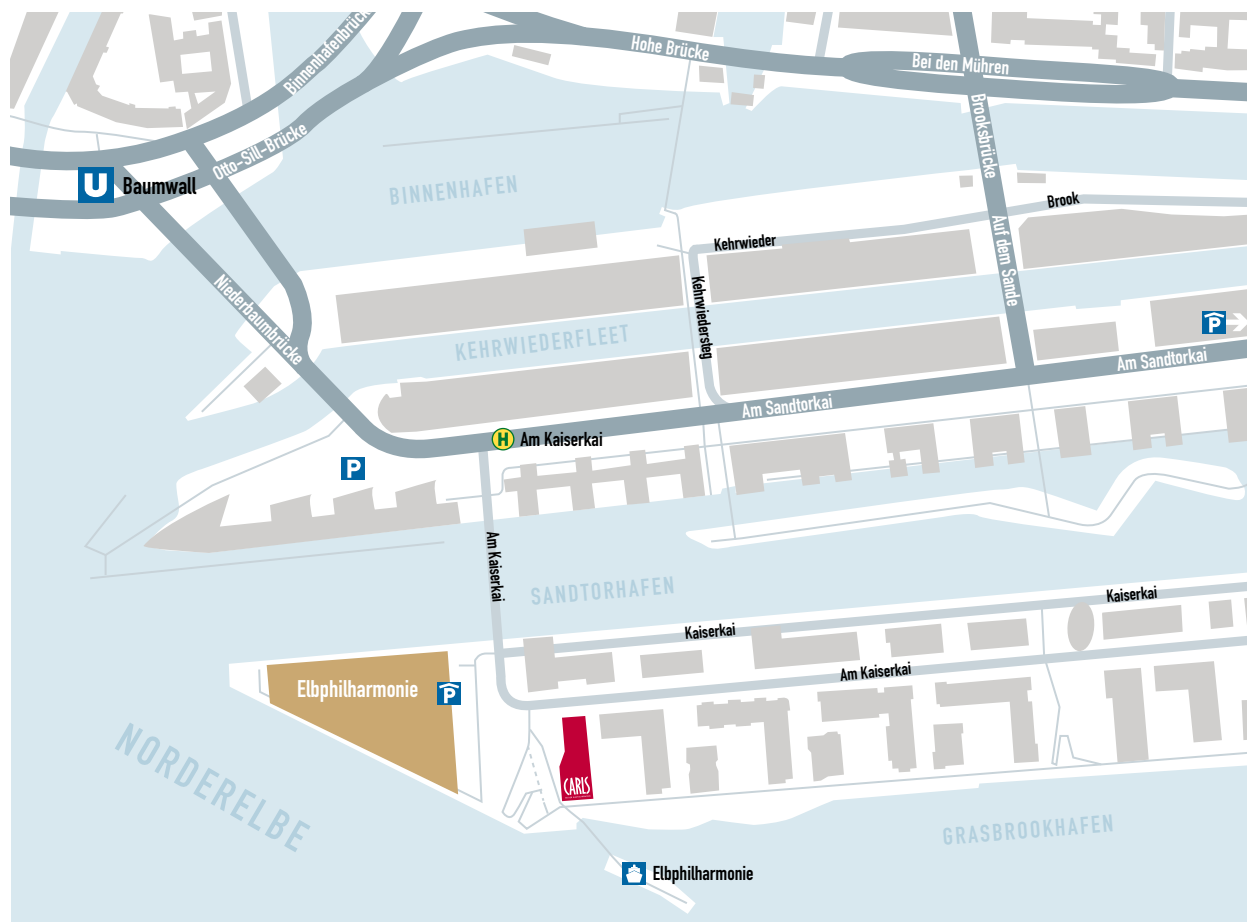 Binnenhafenbrücke
Hohe Brücke
Bei den Mühren
Otto-Sill-Brücke
Brooksbrücke
U
Baumwall
BINNENHAFEN
Brook
Kehrwieder
Auf dem Sande
Niederbaumbrücke
Kehrwiedersteg
KEHRWIEDERFLEET
P
Am Sandtorkai
Am Sandtorkai
H
Am Kaiserkai
P
Am Kaiserkai
SANDTORHAFEN
Kaiserkai
Kaiserkai
Am Kaiserkai
Elbphilharmonie
P
NORDERELBE
CARLS
GRASBROOKHAFEN
Elbphilharmonie